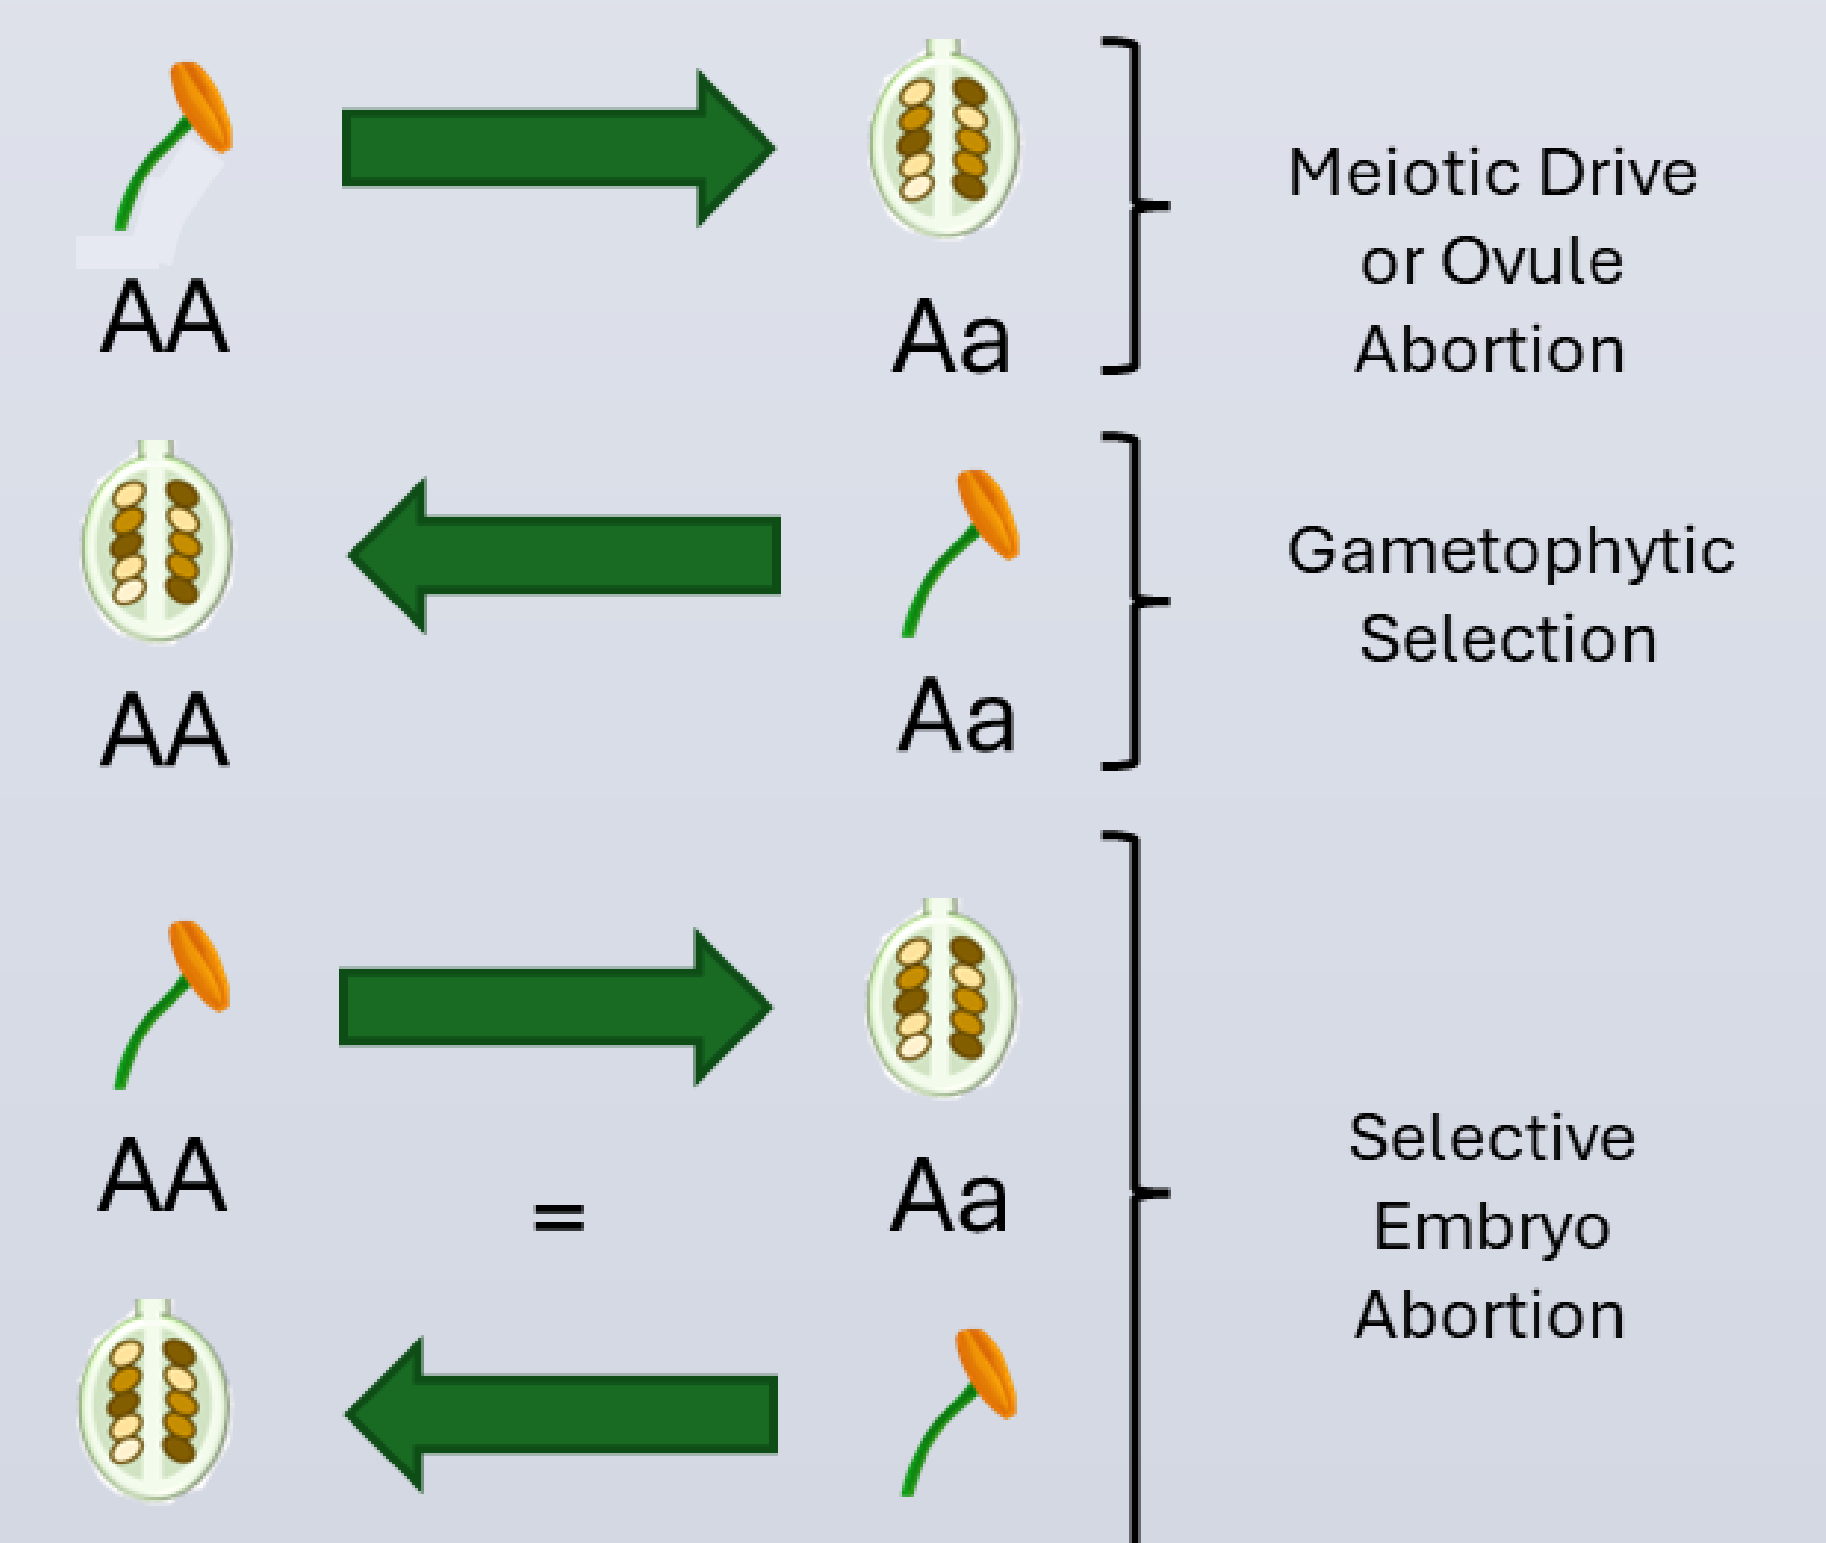 AA
Aa
Meiotic Drive
or Ovule
Abortion
AA
Aa
Gametophytic
Selection
AA
=
Aa
Selective
Embryo
Abortion